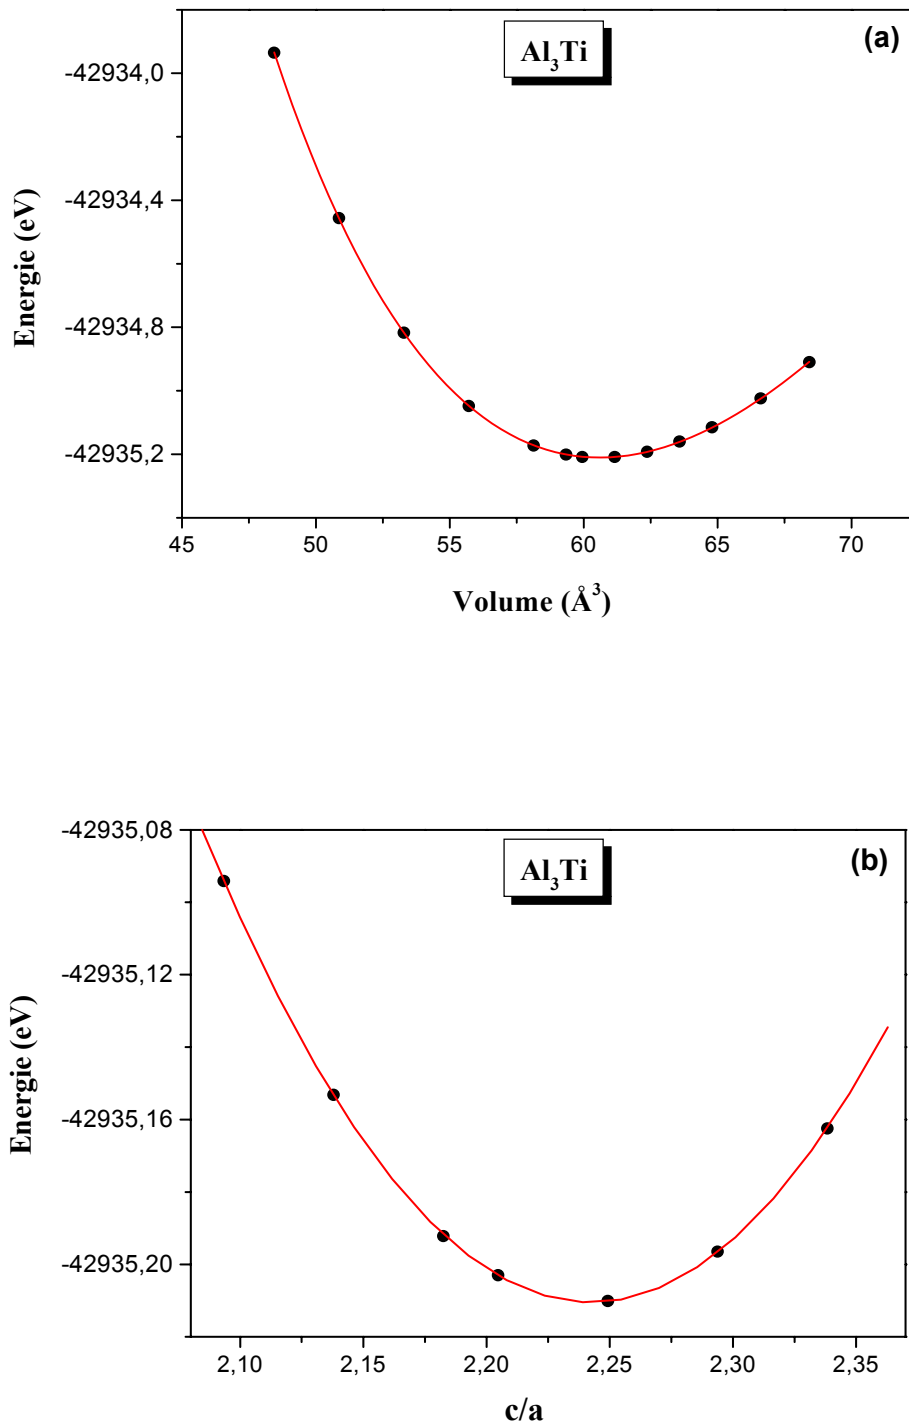 Al₃Ti
(a)
Energie (eV)
-42934,0
-42934,4
-42934,8
-42935,2
45 50 55 60 65 70
Volume (Å³)
Al₃Ti
(b)
Energie (eV)
-42935,08
-42935,12
-42935,16
-42935,20
2,10 2,15 2,20 2,25 2,30 2,35
c/a